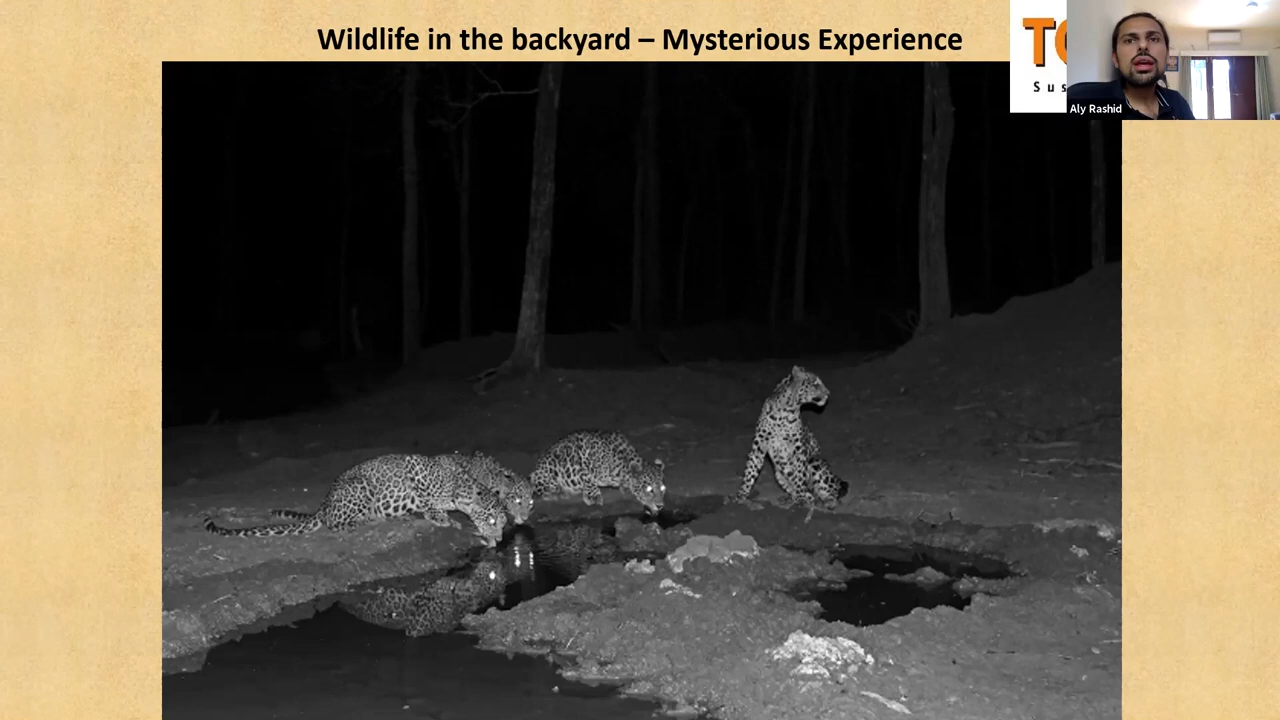 Wildlife in the backyard – Mysterious Experience
Aly Rashid